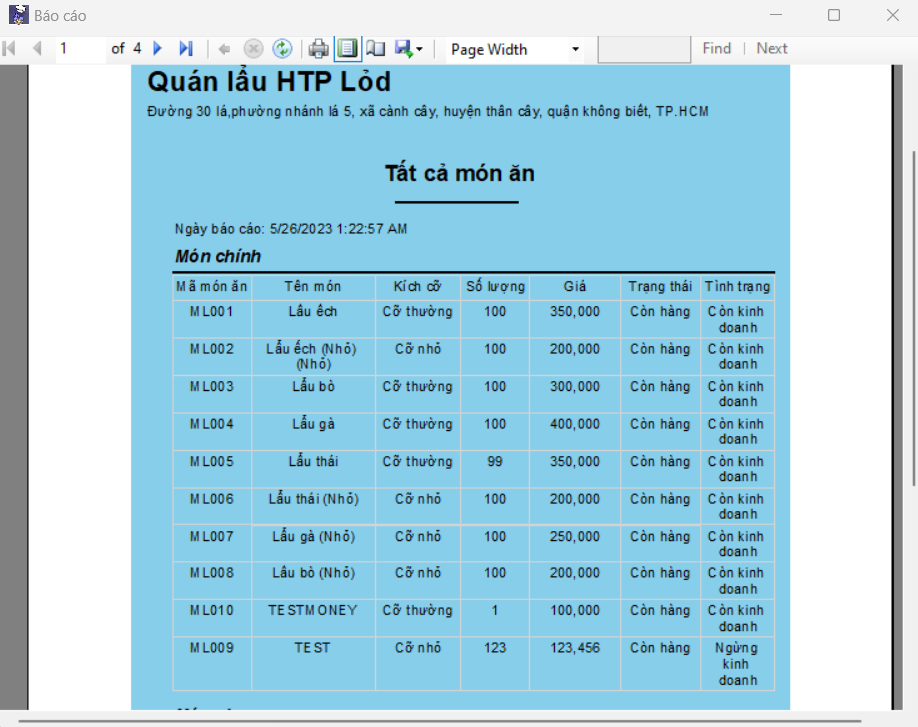 Báo cáo
1 of 4 Page Width Find | Next
Quán lẩu HTP Lỏd
Đường 30 lá,phường nhánh lá 5, xã cành cây, huyện thân cây, quận không biết, TP.HCM
Tất cả món ăn
Ngày báo cáo: 5/26/2023 1:22:57 AM
Món chính
Mã món ăn Tên món Kích cỡ Số lượng Giá Trạng thái Tình trạng
ML001 Lẩu ếch Cỡ thường 100 350,000 Còn hàng Còn kinh
doanh
ML002 Lẩu ếch (Nhỏ) Cỡ nhỏ 100 200,000 Còn hàng Còn kinh
(Nhỏ) doanh
ML003 Lẩu bò Cỡ thường 100 300,000 Còn hàng Còn kinh
doanh
ML004 Lẩu gà Cỡ thường 100 400,000 Còn hàng Còn kinh
doanh
ML005 Lẩu thái Cỡ thường 99 350,000 Còn hàng Còn kinh
doanh
ML006 Lẩu thái (Nhỏ) Cỡ nhỏ 100 200,000 Còn hàng Còn kinh
doanh
ML007 Lẩu gà (Nhỏ) Cỡ nhỏ 100 250,000 Còn hàng Còn kinh
doanh
ML008 Lẩu bò (Nhỏ) Cỡ nhỏ 100 200,000 Còn hàng Còn kinh
doanh
ML010 TESTMONEY Cỡ thường 1 100,000 Còn hàng Còn kinh
doanh
ML009 TEST Cỡ nhỏ 123 123,456 Còn hàng Ngừng
kinh
doanh